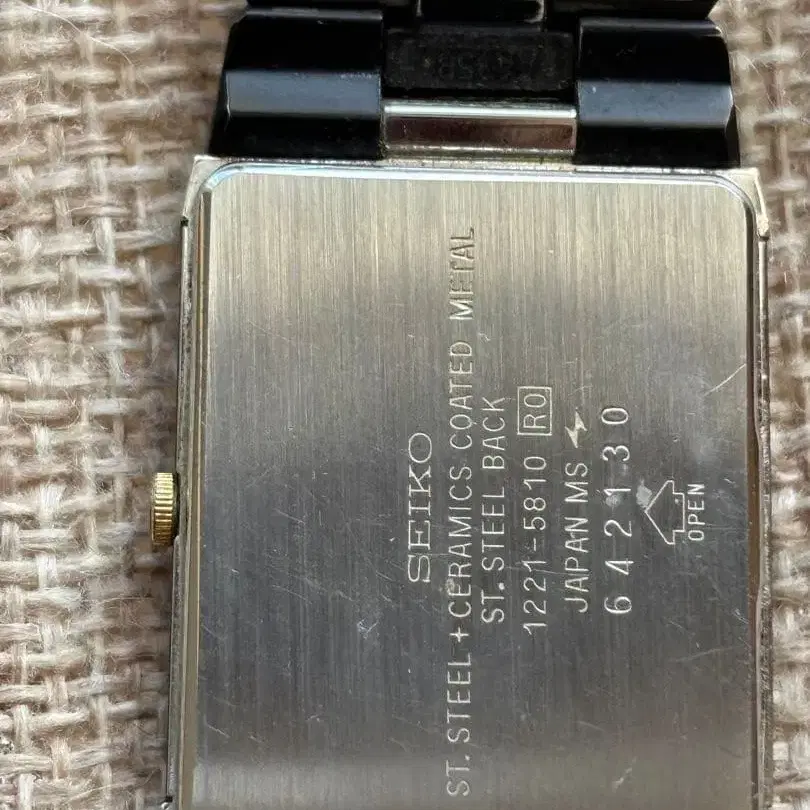 SEIKO
ST. STEEL + CERAMICS COATED METAL
ST. STEEL BACK
1221-5810 RO
JAPAN MS
642130
OPEN